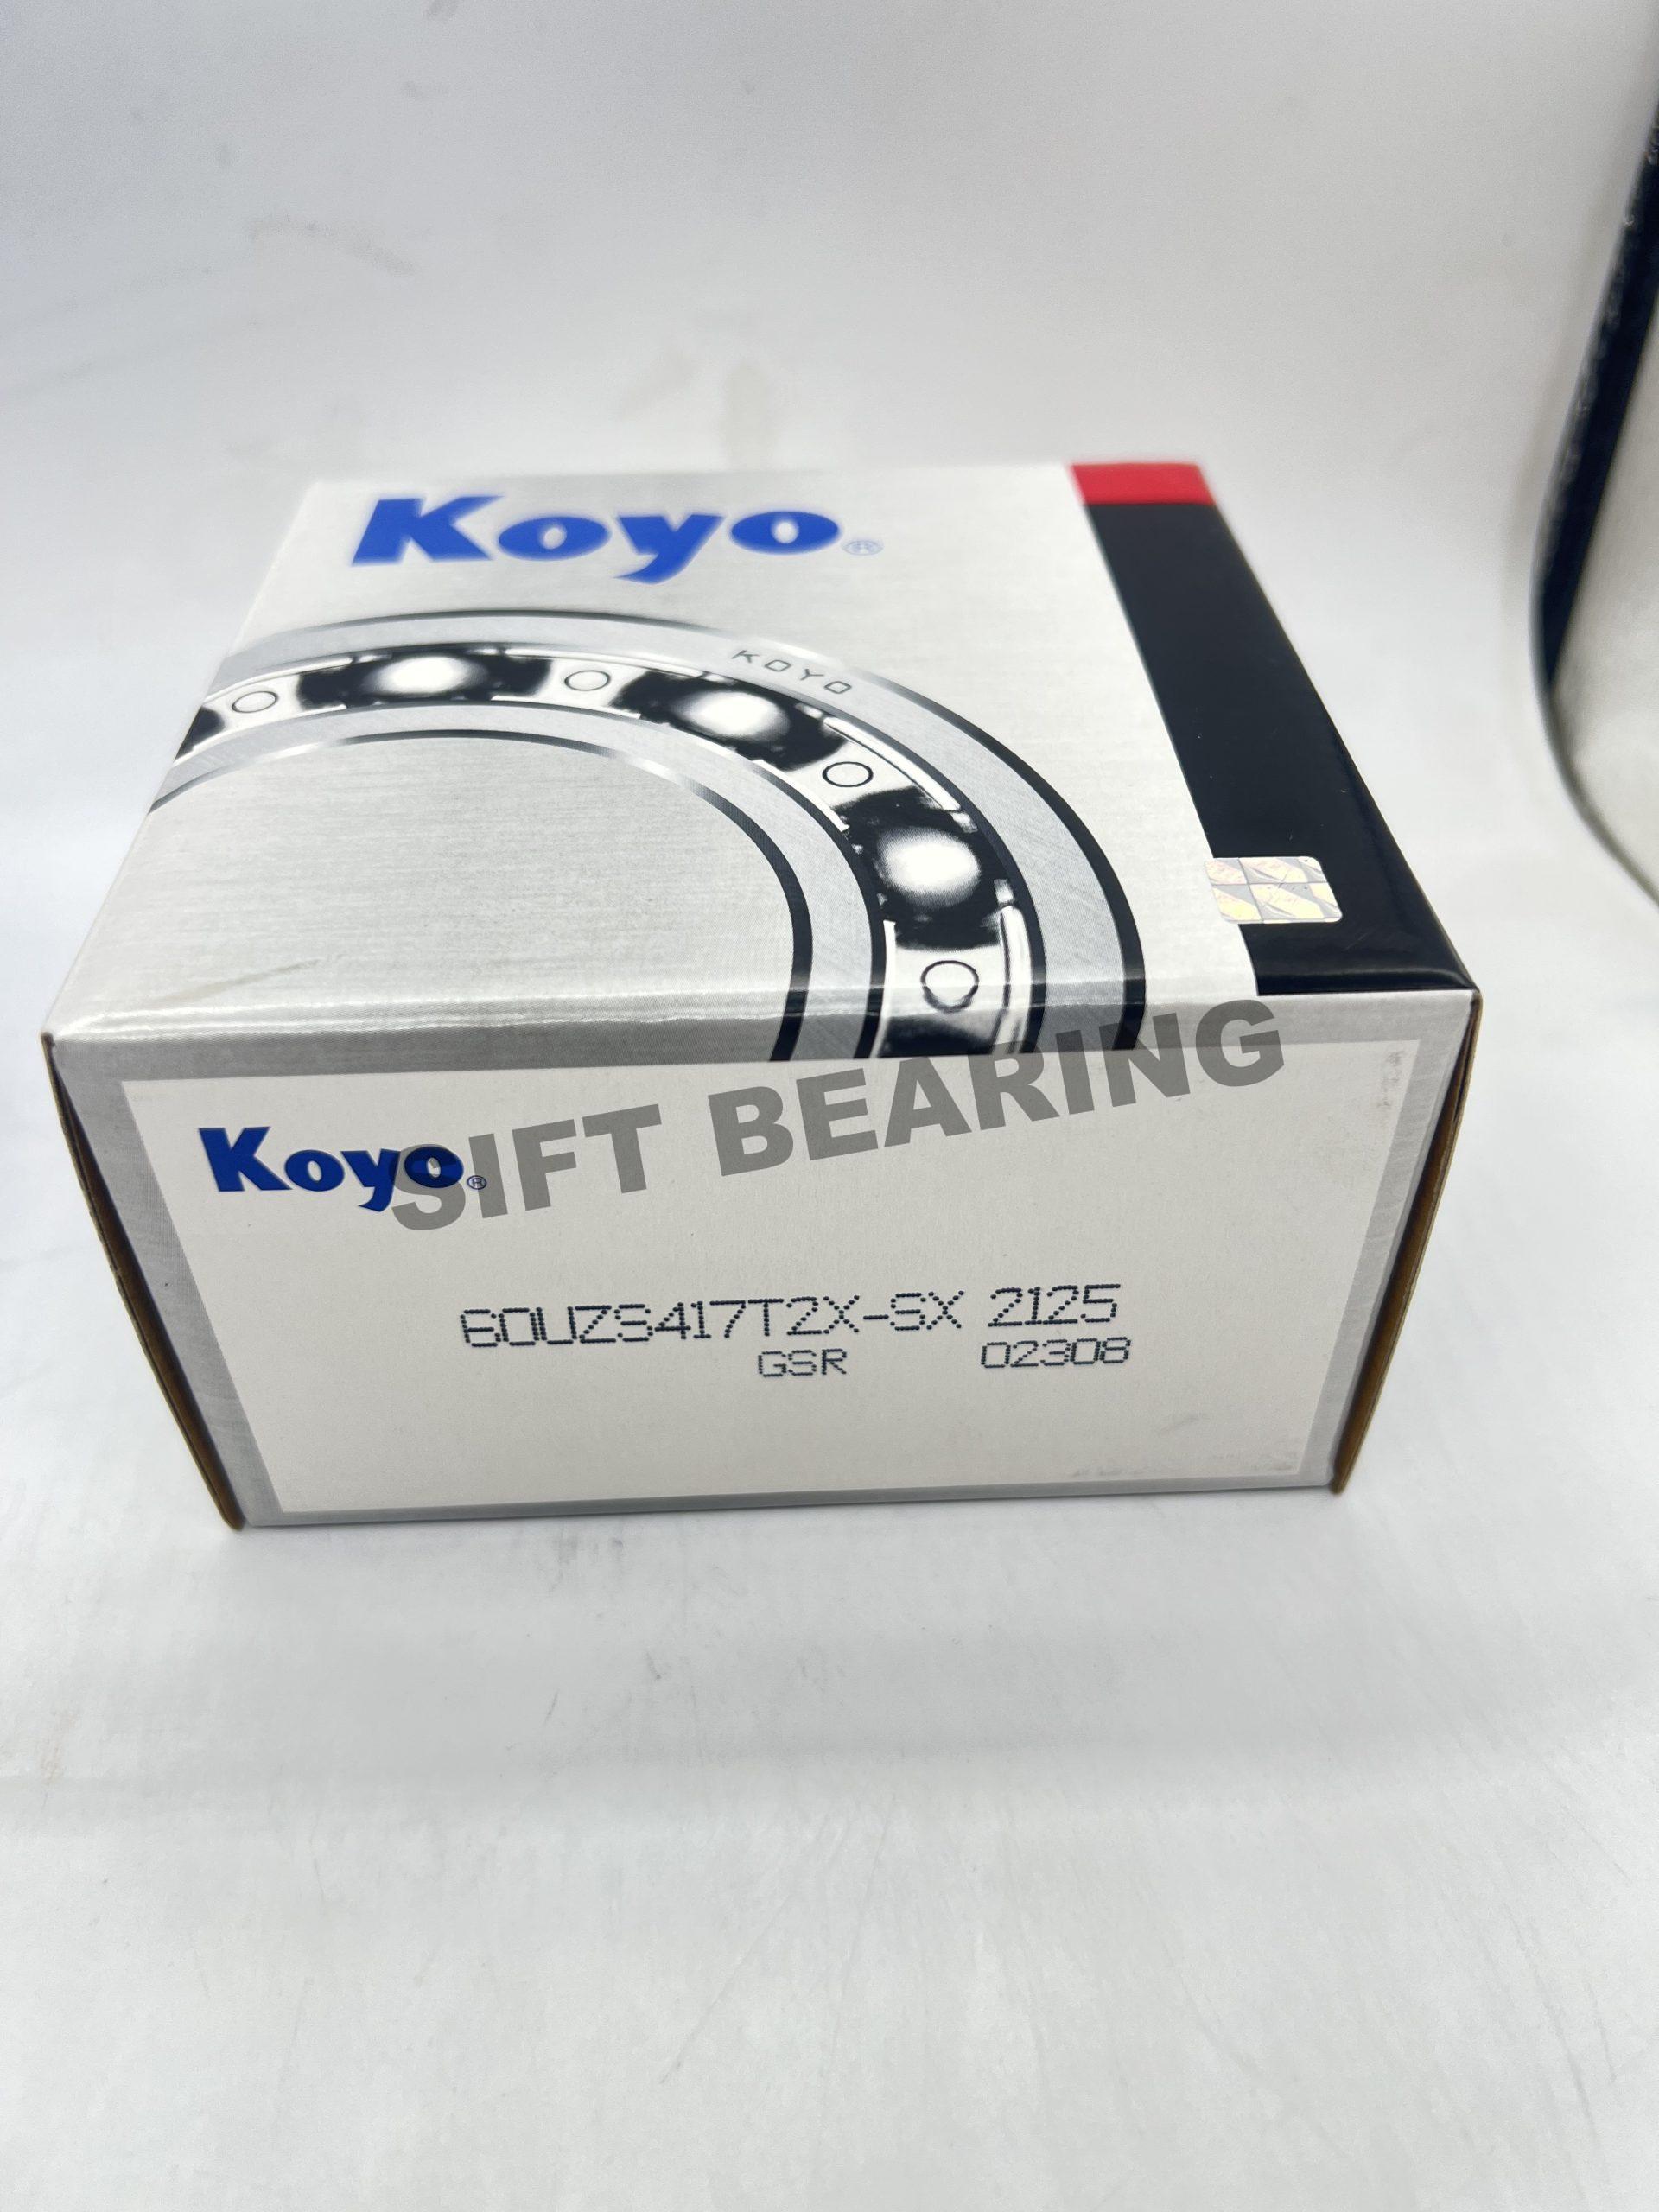 Koyo®
KOYO
Koyo®
SIFT BEARING
60UZS417T2X-SX 2125
GSR 02308